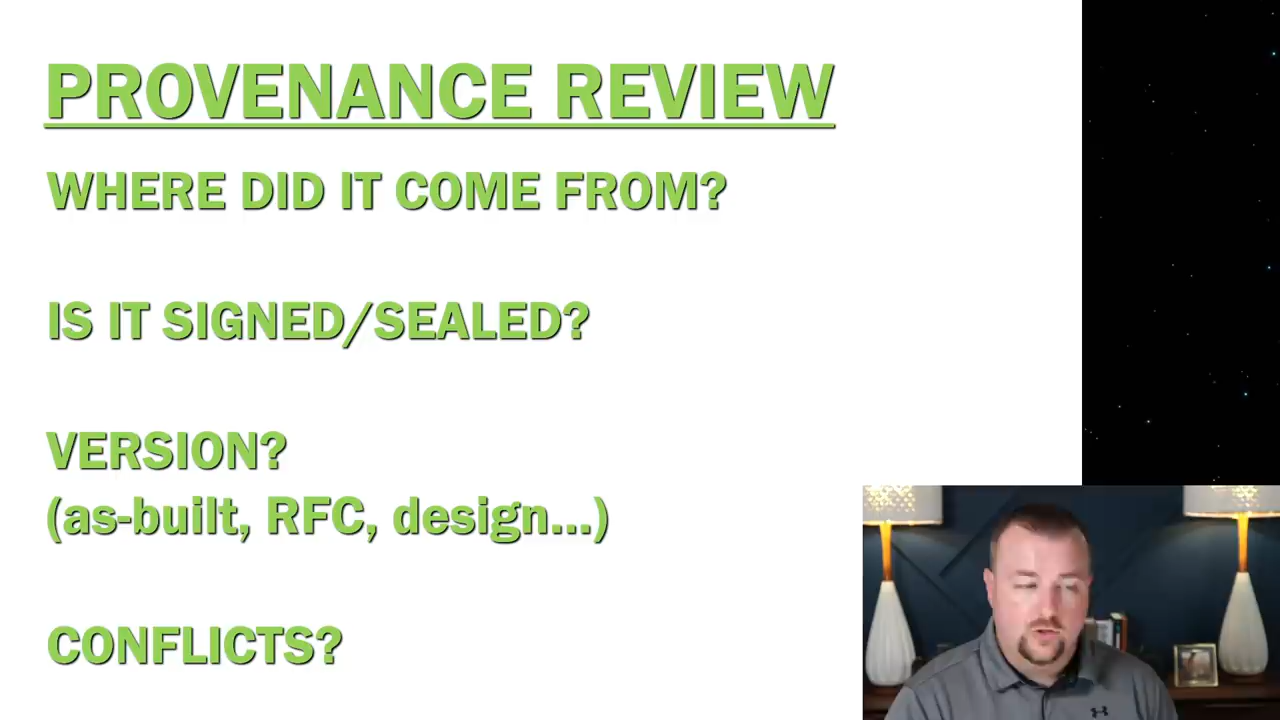 PROVENANCE REVIEW
WHERE DID IT COME FROM?
IS IT SIGNED/SEALED?
VERSION?
(as-built, RFC, design...)
CONFLICTS?